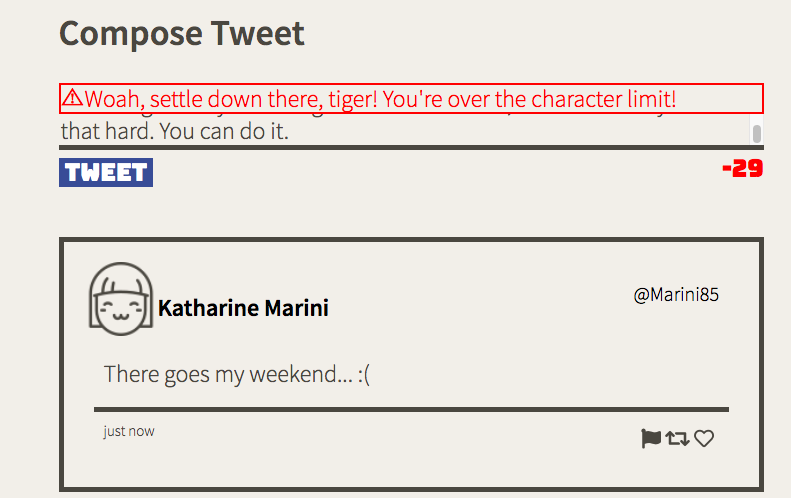 Compose Tweet
⚠Woah, settle down there, tiger! You're over the character limit!
that hard. You can do it.
TWEET
-29
Katharine Marini
@Marini85
There goes my weekend... :(
just now